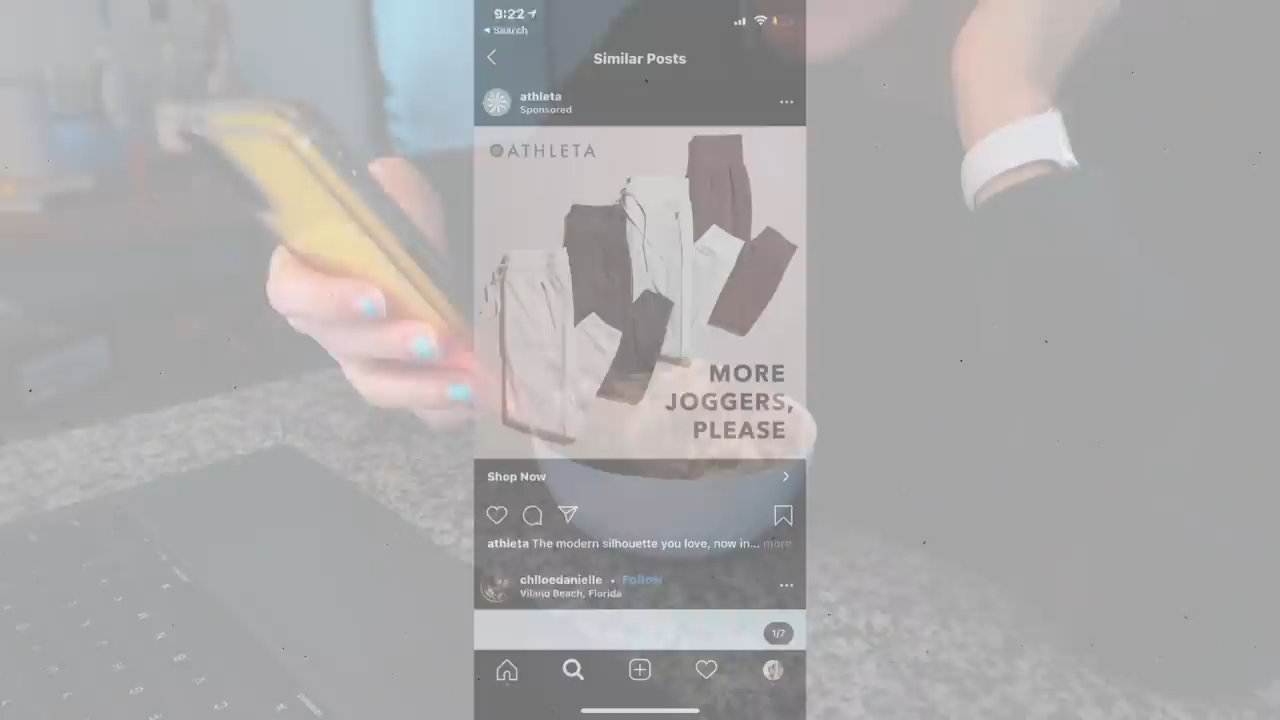 9:22
Search
Similar Posts
athleta
Sponsored
ATHLETA
MORE
JOGGERS,
PLEASE
Shop Now
athleta The modern silhouette you love, now in... more
chlloedanielle • Follow
Vilano Beach, Florida
1/7